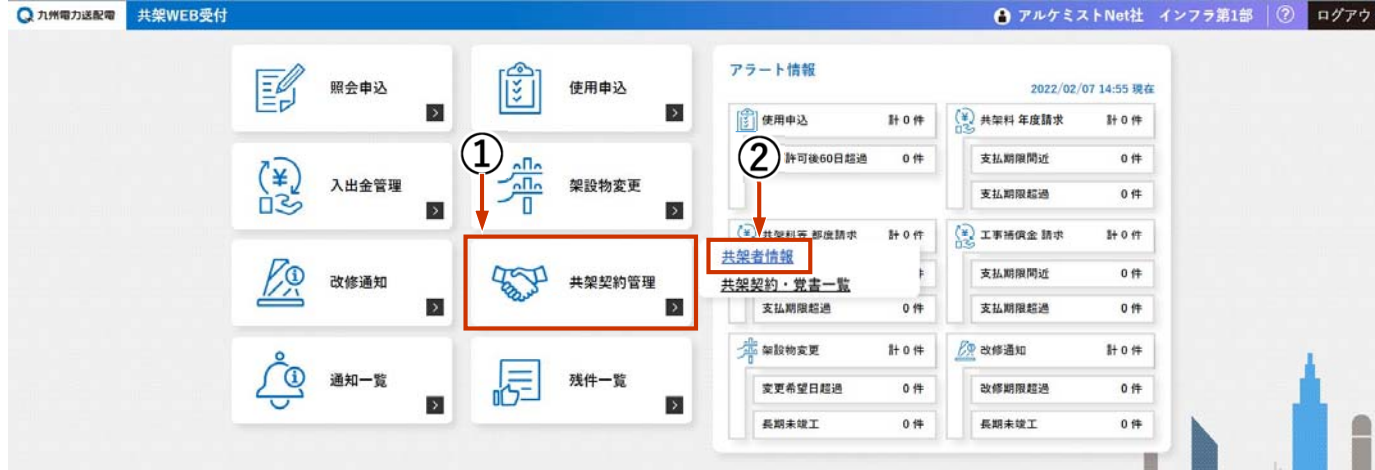 九州電力送配電
共架WEB受付
アルケミストNet社 インフラ第1部
?
ログアウ
照会申込
使用申込
入出金管理
架設物変更
改修通知
共架契約管理
通知一覧
残件一覧
①
②
アラート情報
2022/02/07 14:55 現在
使用申込 計 0 件
許可後60日超過 0 件
共架料 年度請求 計 0 件
支払期限間近 0 件
支払期限超過 0 件
共架料等 都度請求 計 0 件
共架者情報
共架契約・覚書一覧
支払期限超過 0 件
工事補償金 請求 計 0 件
支払期限間近 0 件
支払期限超過 0 件
架設物変更 計 0 件
変更希望日超過 0 件
長期未竣工 0 件
改修通知 計 0 件
改修期限超過 0 件
長期未竣工 0 件